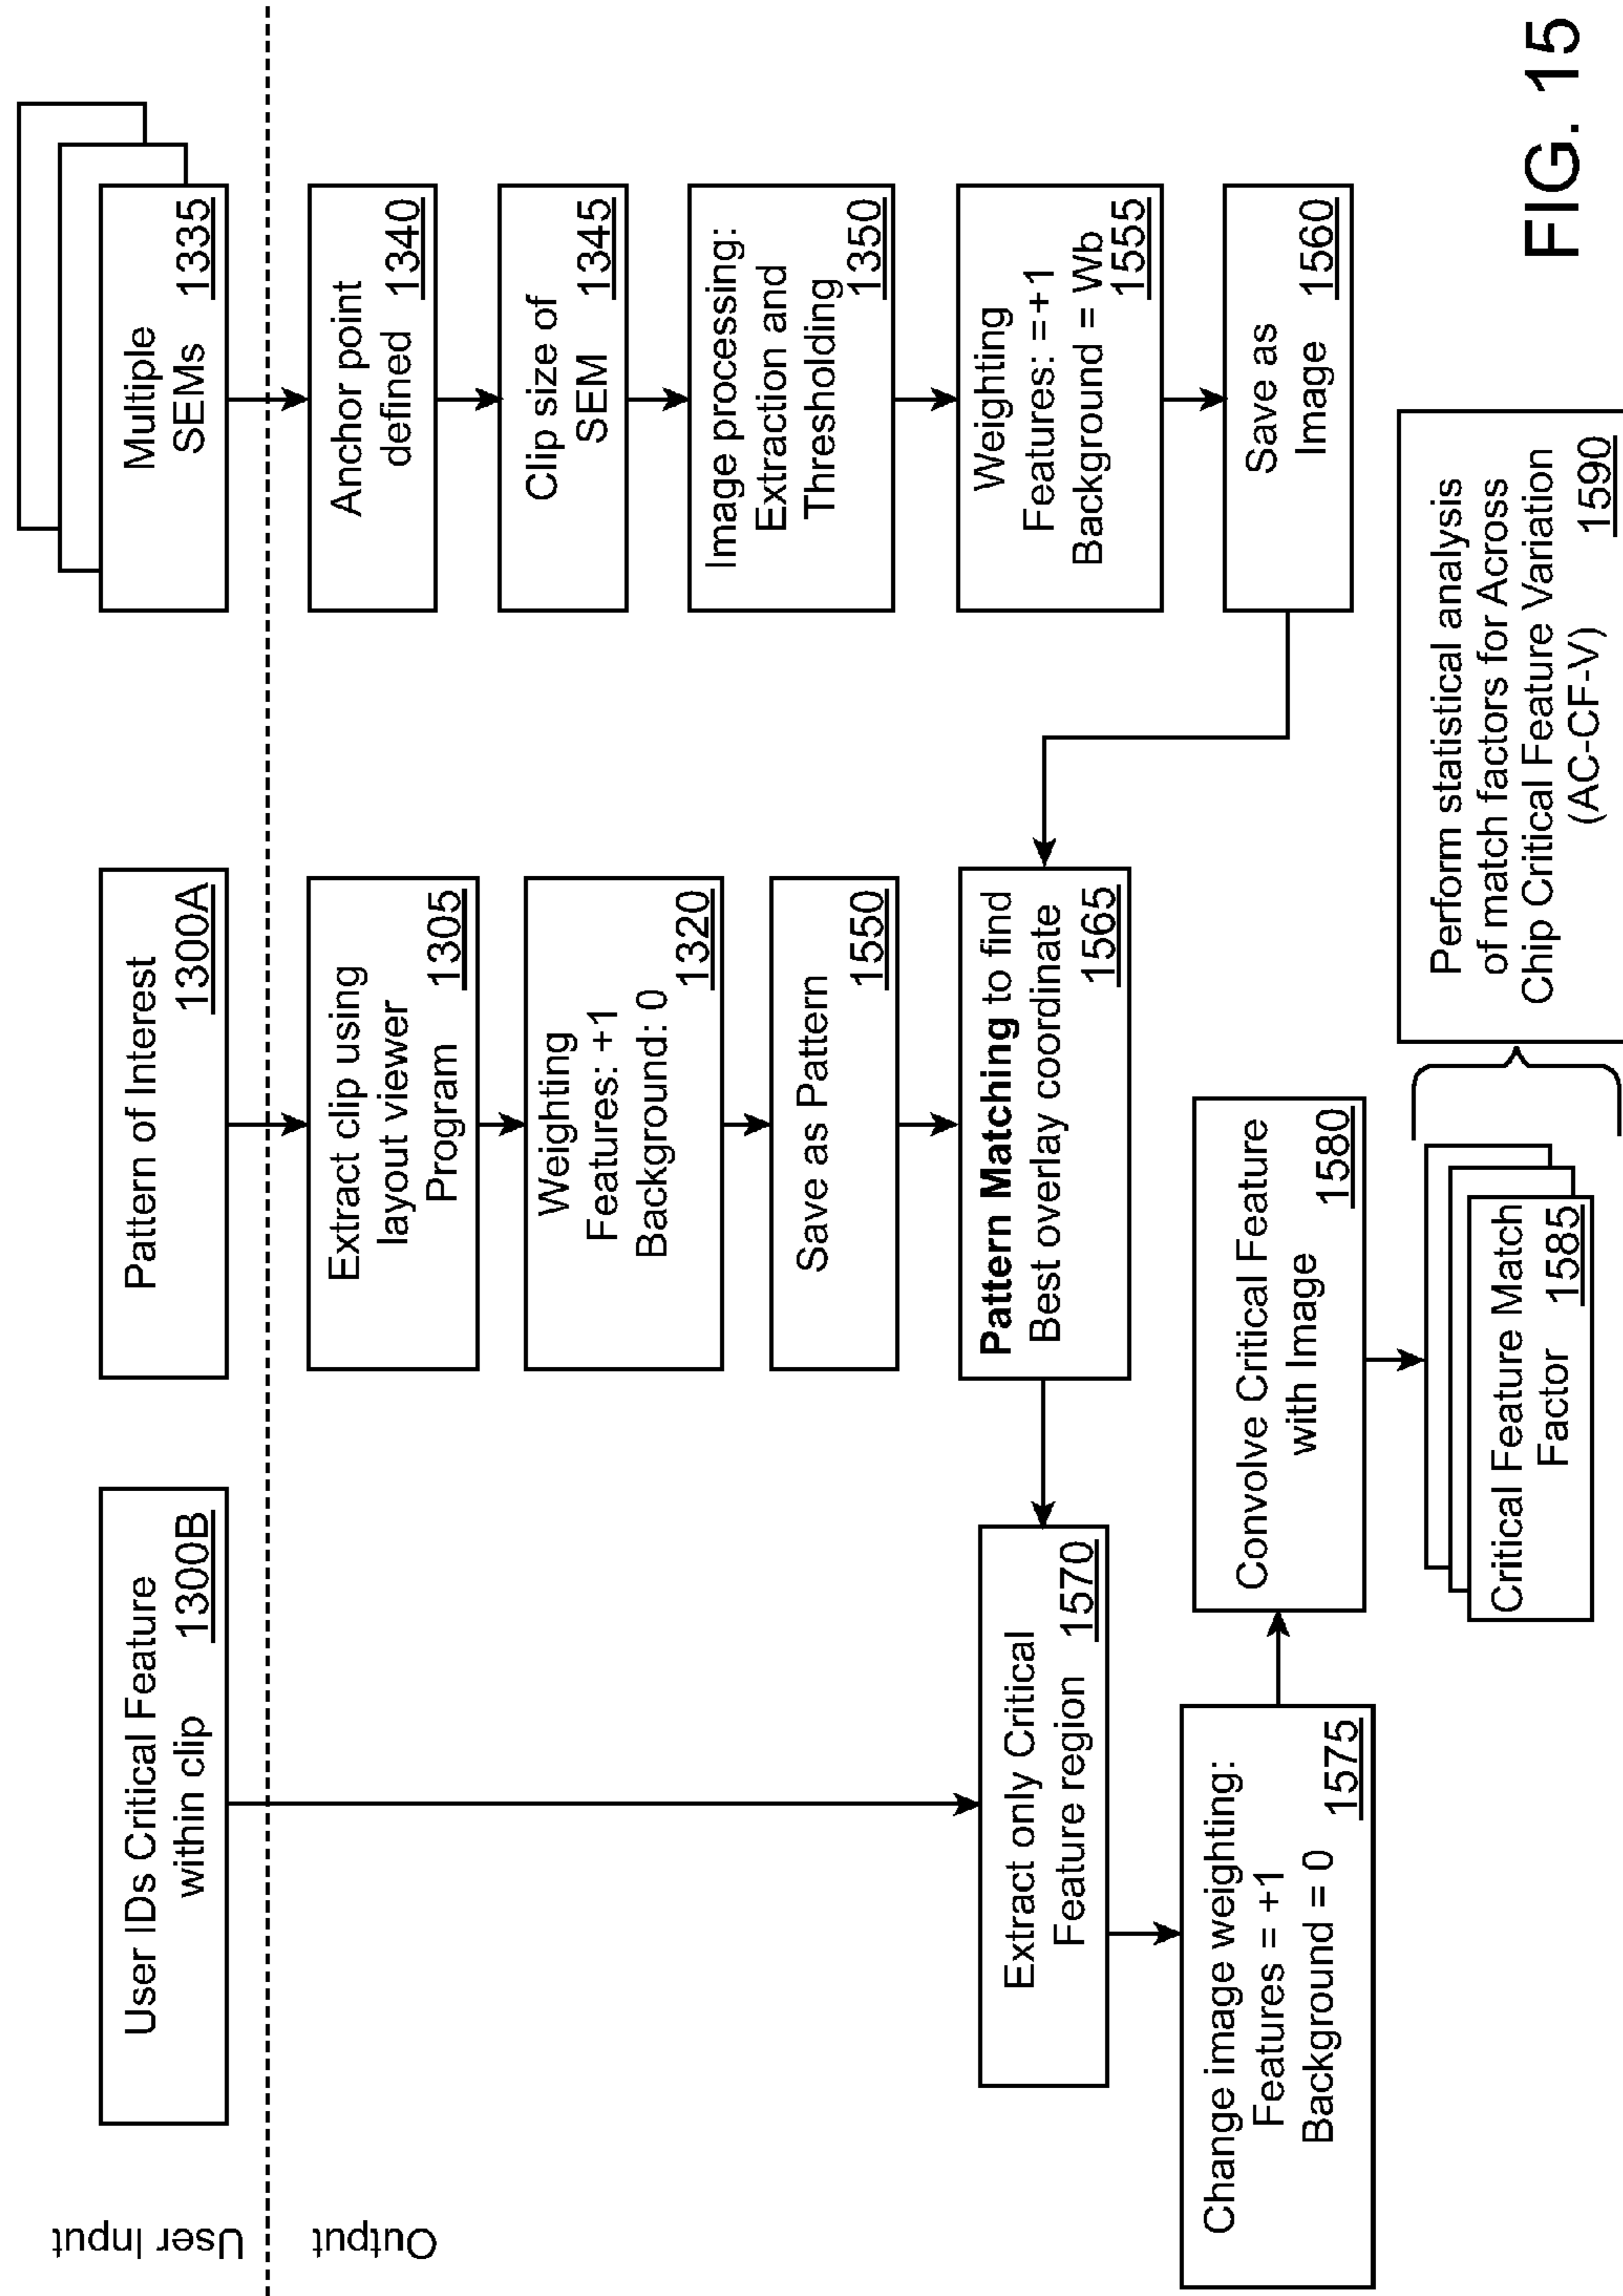 User Input
Output
User IDs Critical Feature
within clip 1300B
Pattern of Interest
1300A
Multiple
SEMs 1335
Extract clip using
layout viewer
Program 1305
Weighting
Features: +1
Background: 0
1320
Save as Pattern
1550
Anchor point
defined 1340
Clip size of
SEM 1345
Image processing:
Extraction and
Thresholding
1350
Weighting
Features: =+1
Background = Wb
1555
Save as
Image 1560
Pattern Matching to find
Best overlay coordinate
1565
Extract only Critical
Feature region 1570
Change image weighting:
Features = +1
Background = 0
1575
Convolve Critical Feature
with Image
1580
Critical Feature Match
Factor 1585
Perform statistical analysis
of match factors for Across
Chip Critical Feature Variation
(AC-CF-V)
1590
FIG. 15